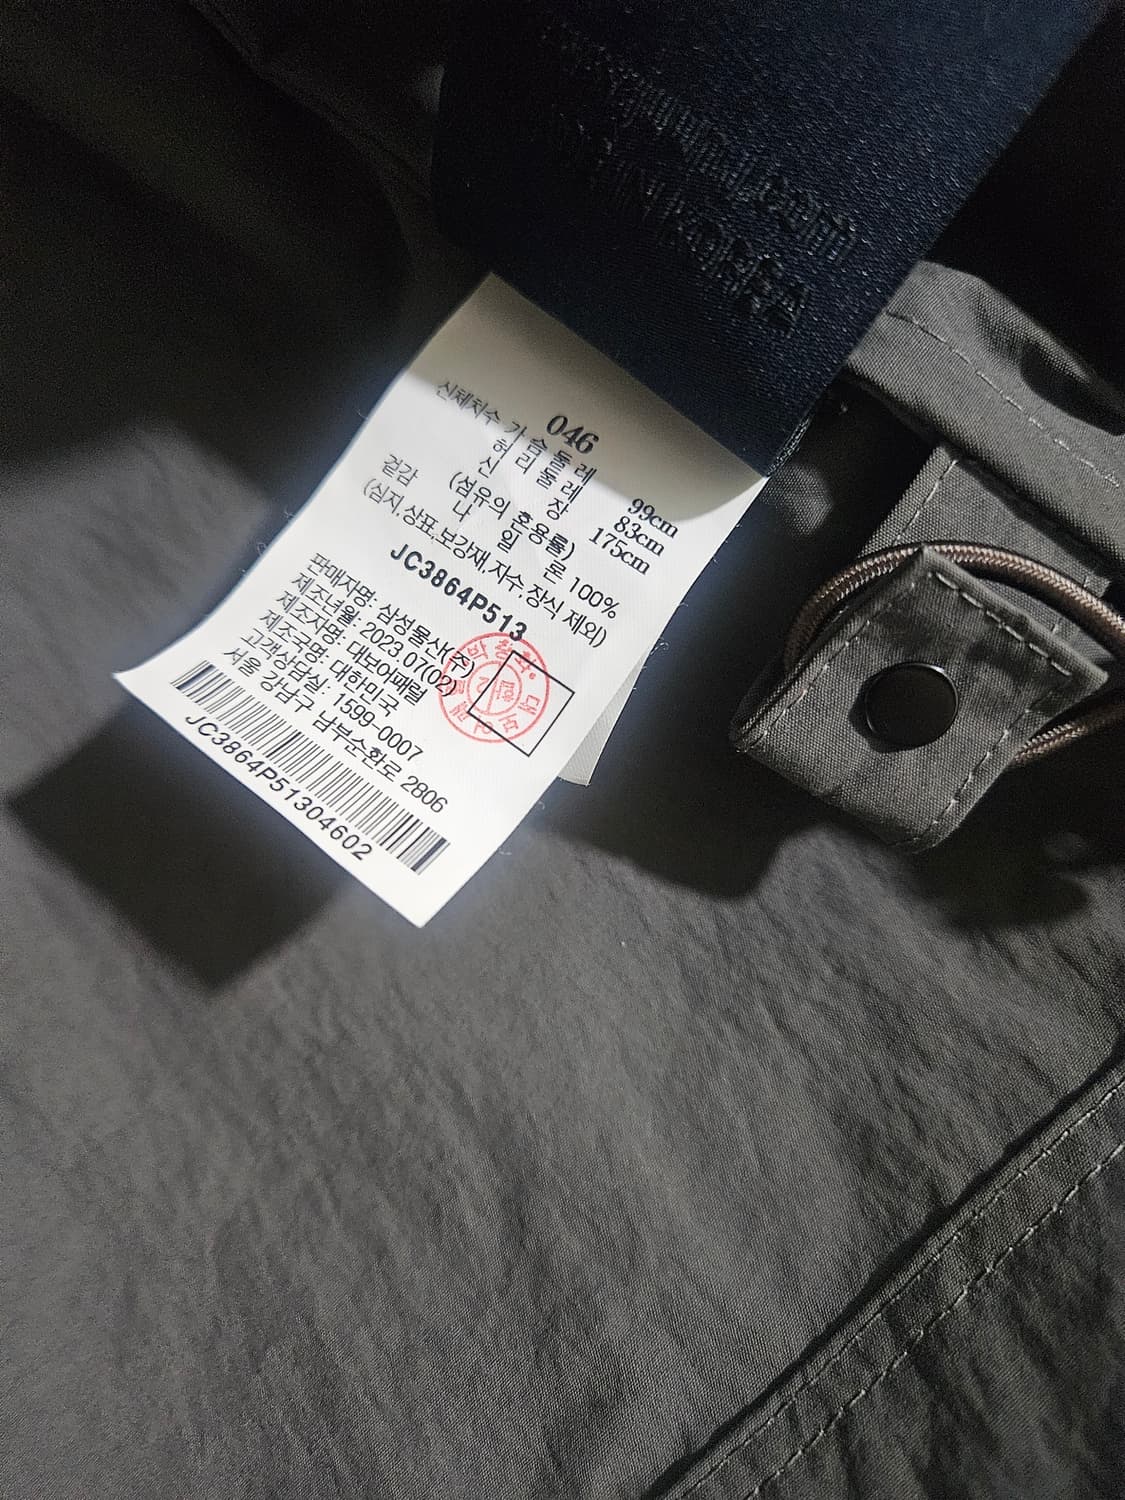 046
신체치수 가슴둘레 99cm
허리둘레 83cm
신장 175cm
(섬유의 혼용률)
겉감 나일론 100%
(심지,상표,보강재,자수,장식 제외)
JC3864P513
판매자명: 삼성물산(주)
제조년월: 2023.07(02)
제조자명: 대보어패럴
제조국명: 대한민국
고객상담실: 1599-0007
서울 강남구 남부순환로 2806
JC3864P51304602